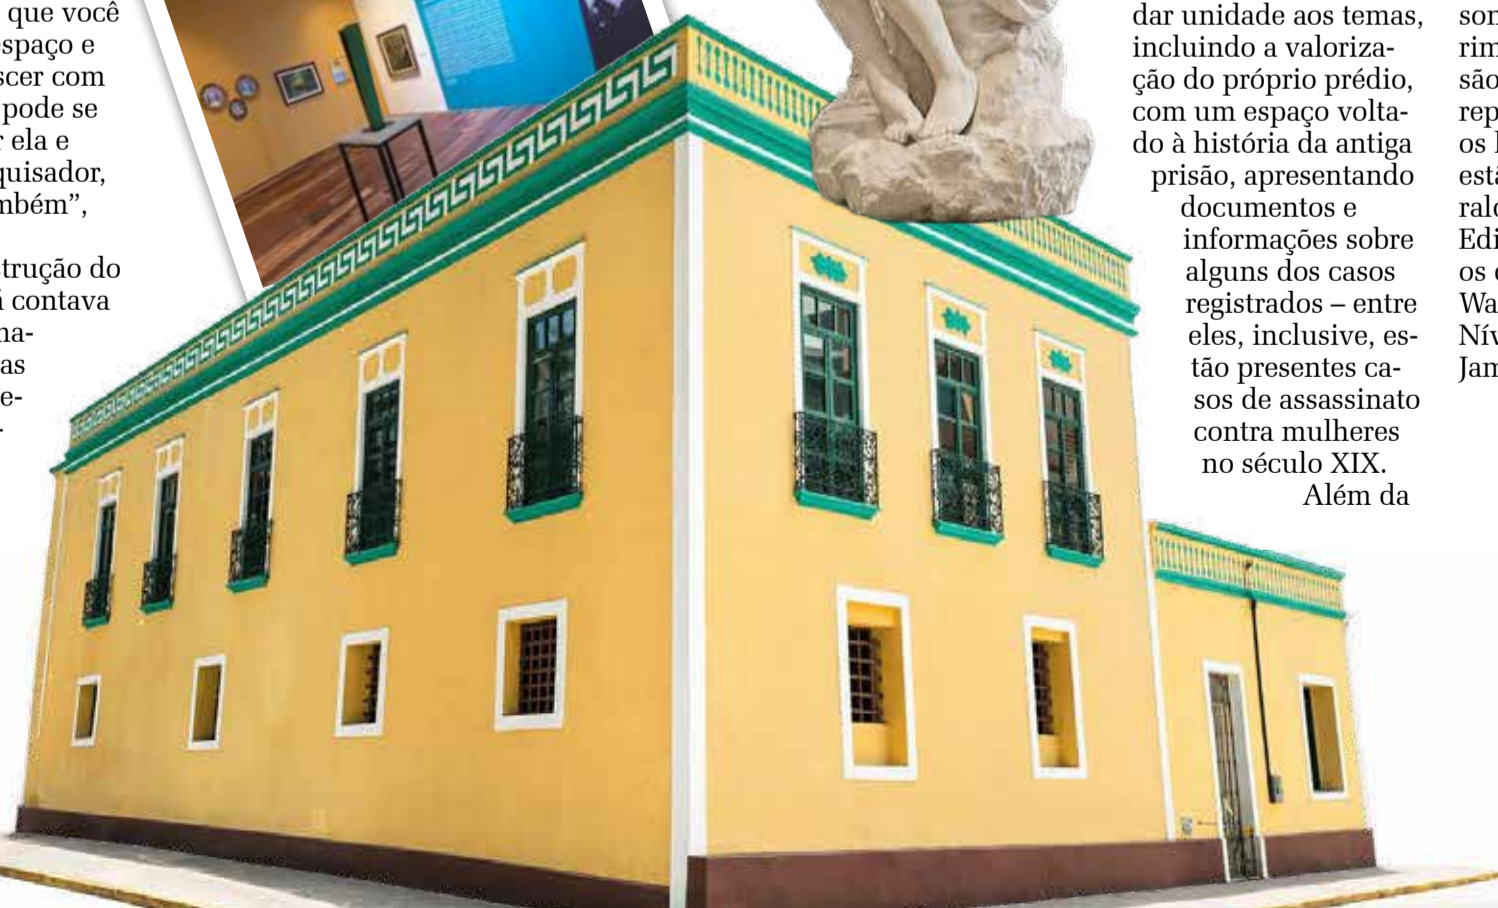 que você
espaço e
scer com
pode se
r ela e
quisador,
mbém”,
trução do
contava
na-
as
e-
-
dar unidade aos temas,
incluindo a valoriza-
ção do próprio prédio,
com um espaço volta-
do à história da antiga
prisão, apresentando
documentos e
informações sobre
alguns dos casos
registrados – entre
eles, inclusive, es-
tão presentes ca-
sos de assassinato
contra mulheres
no século XIX.
Além da
son
rim
são
rep
os
est
ralo
Edi
os
Wa
Nív
Jam